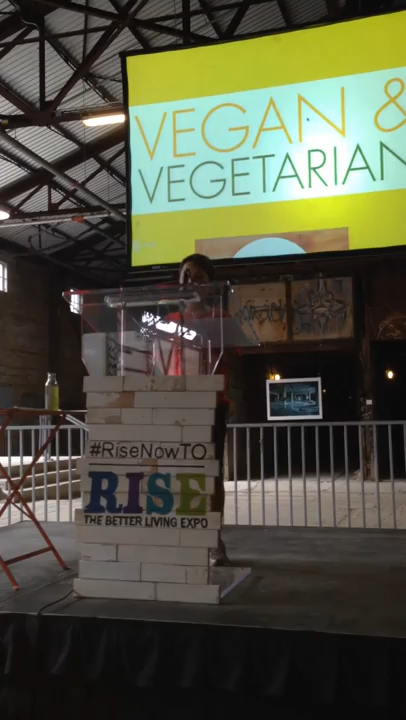 VEGAN &
VEGETARIAN
#RiseNowTO
RISE
THE BETTER LIVING EXPO